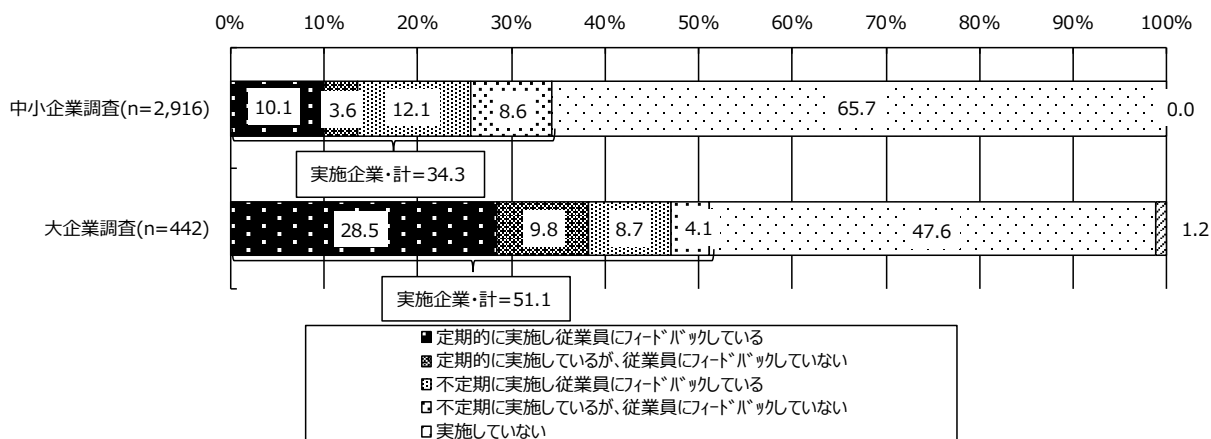 0% 10% 20% 30% 40% 50% 60% 70% 80% 90% 100%
中小企業調査(n=2,916) 10.1 3.6 12.1 8.6 65.7 0.0
実施企業・計=34.3
大企業調査(n=442) 28.5 9.8 8.7 4.1 47.6 1.2
実施企業・計=51.1
定期的に実施し従業員にフィードバックしている
定期的に実施しているが、従業員にフィードバックしていない
不定期に実施し従業員にフィードバックしている
不定期に実施しているが、従業員にフィードバックしていない
実施していない